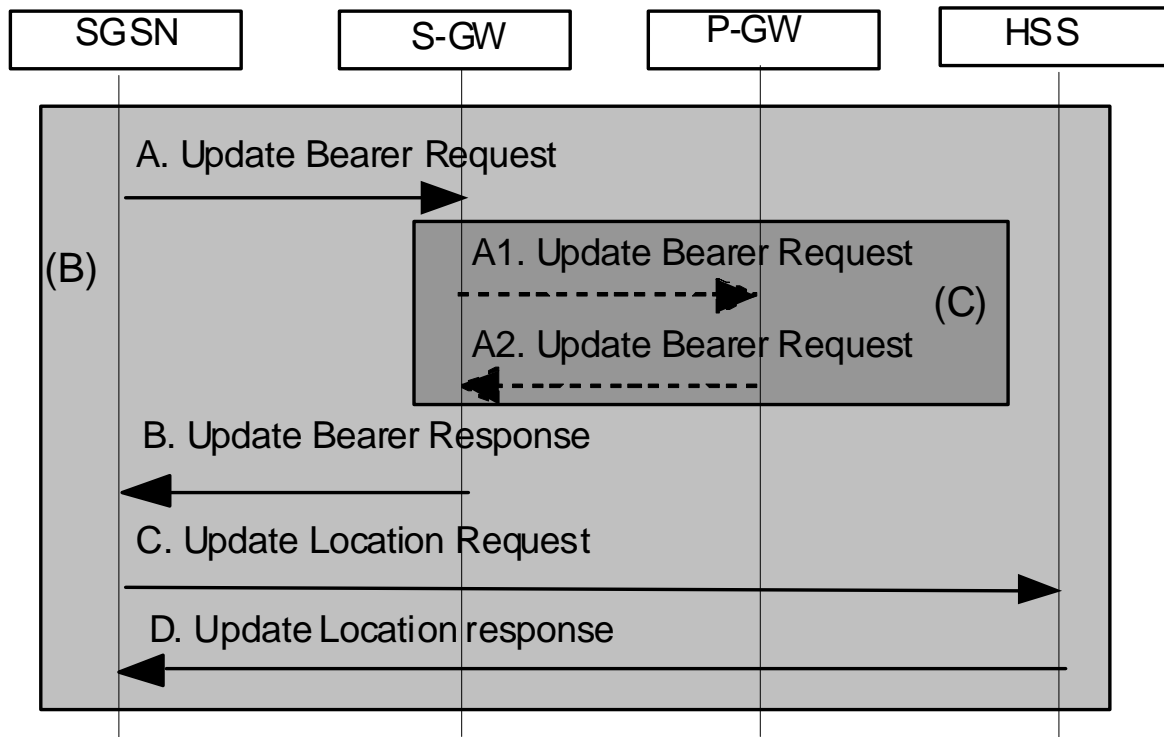 SGSN
S-GW
P-GW
HSS
A. Update Bearer Request
(B)
A1. Update Bearer Request
(C)
A2. Update Bearer Request
B. Update Bearer Response
C. Update Location Request
D. Update Location response